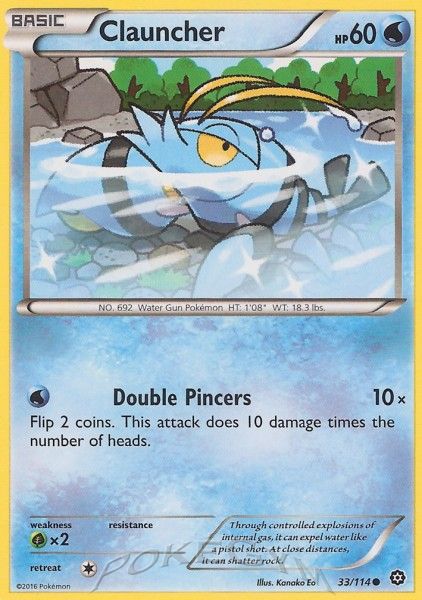 BASIC
Clauncher
HP60
NO. 692 Water Gun Pokémon HT: 1'08" WT: 18.3 lbs.
Double Pincers 10×
Flip 2 coins. This attack does 10 damage times the
number of heads.
weakness
resistance
×2
Through controlled explosions of
internal gas, it can expel water like
a pistol shot. At close distances,
it can shatter rock.
retreat
©2016 Pokémon
Illus. Kanako Eo
33/114